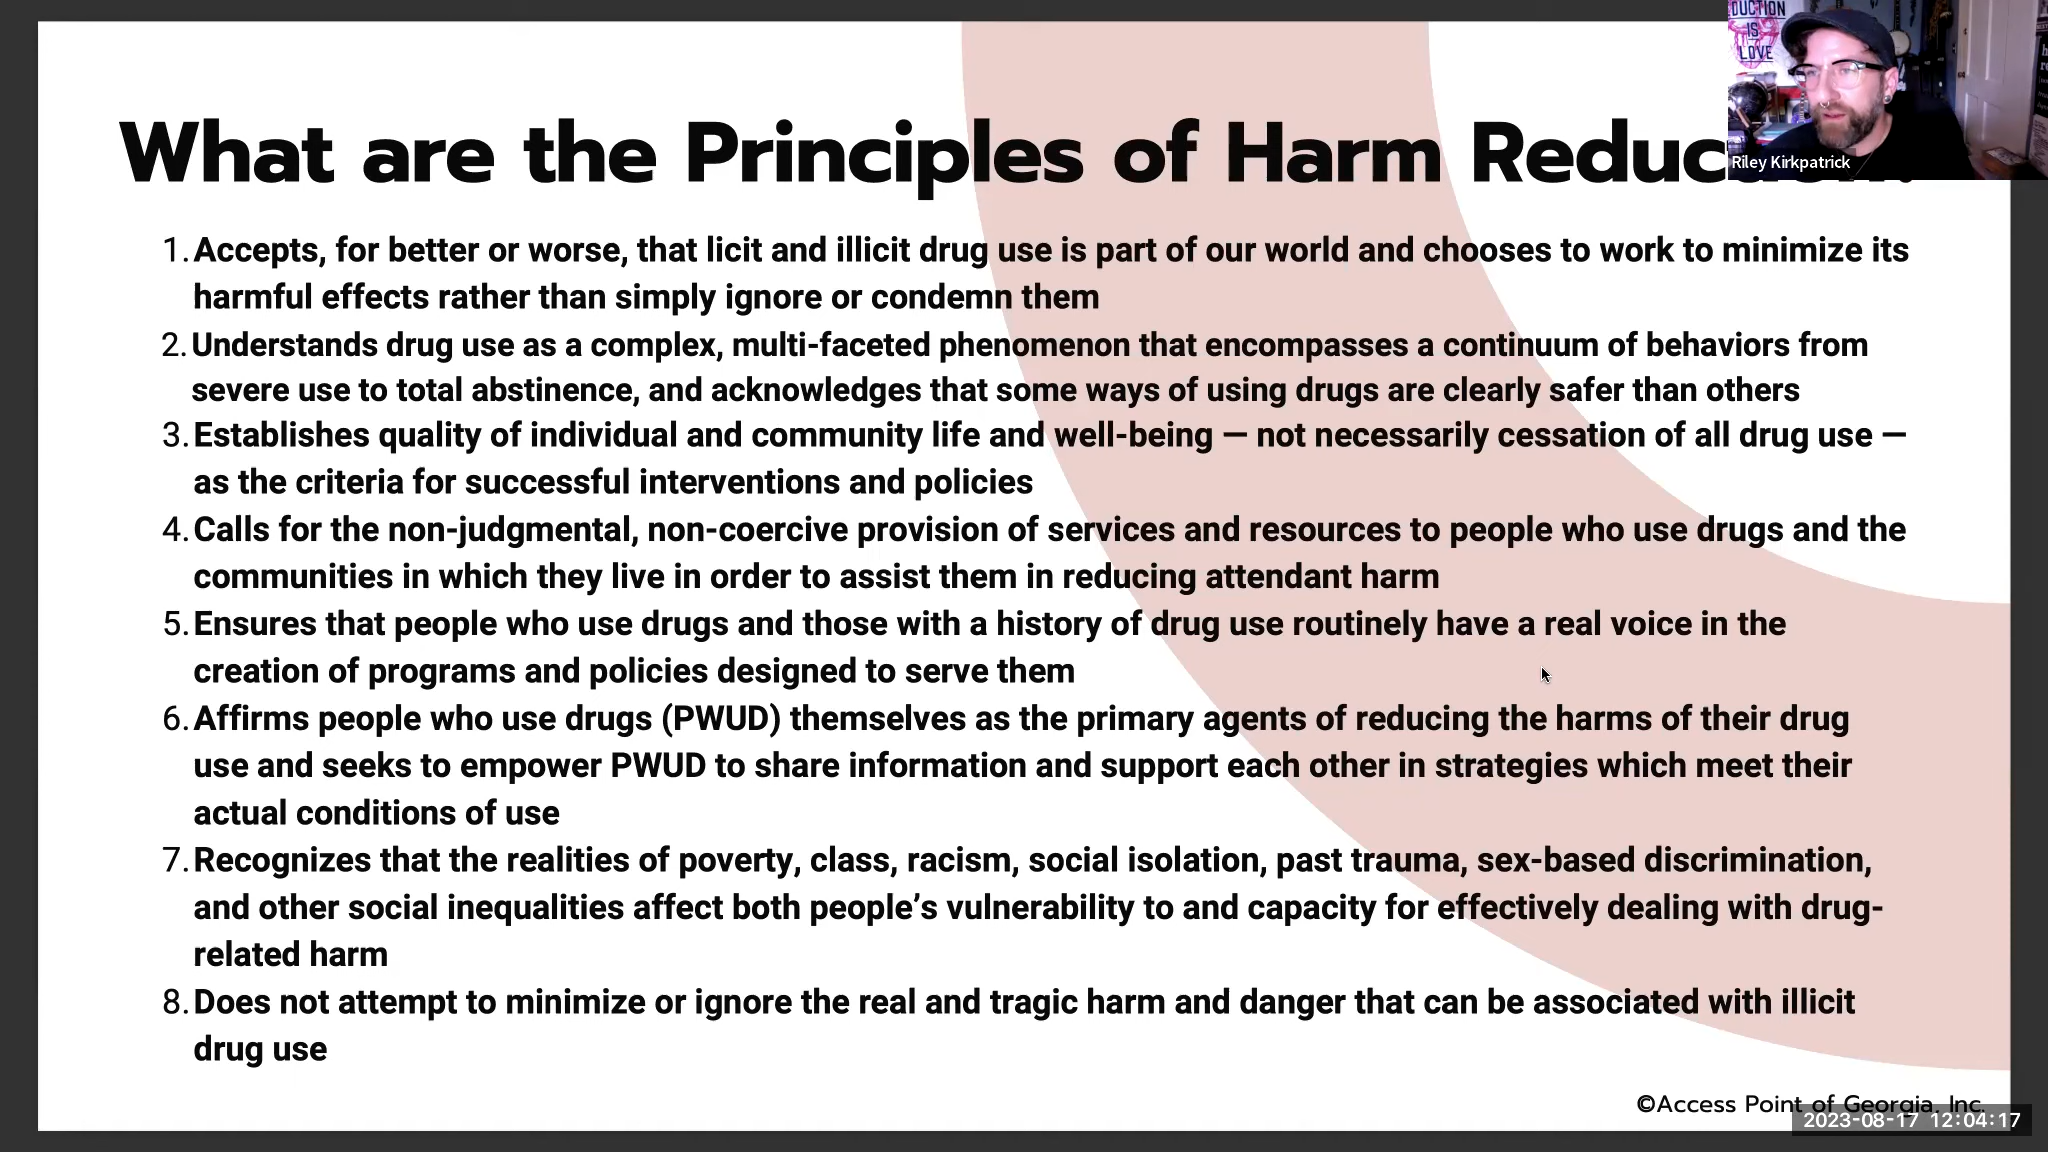 DUCTION
IS
LOVE
Riley Kirkpatrick
What are the Principles of Harm
1. Accepts, for better or worse, that licit and illicit drug use is part of our world and chooses to work to minimize its
harmful effects rather than simply ignore or condemn them
2. Understands drug use as a complex, multi-faceted phenomenon that encompasses a continuum of behaviors from
severe use to total abstinence, and acknowledges that some ways of using drugs are clearly safer than others
3. Establishes quality of individual and community life and well-being — not necessarily cessation of all drug use —
as the criteria for successful interventions and policies
4. Calls for the non-judgmental, non-coercive provision of services and resources to people who use drugs and the
communities in which they live in order to assist them in reducing attendant harm
5. Ensures that people who use drugs and those with a history of drug use routinely have a real voice in the
creation of programs and policies designed to serve them
6. Affirms people who use drugs (PWUD) themselves as the primary agents of reducing the harms of their drug
use and seeks to empower PWUD to share information and support each other in strategies which meet their
actual conditions of use
7. Recognizes that the realities of poverty, class, racism, social isolation, past trauma, sex-based discrimination,
and other social inequalities affect both people’s vulnerability to and capacity for effectively dealing with drug-
related harm
8. Does not attempt to minimize or ignore the real and tragic harm and danger that can be associated with illicit
drug use
©Access Point of Georgia, Inc.
2023-08-17 12:04:17